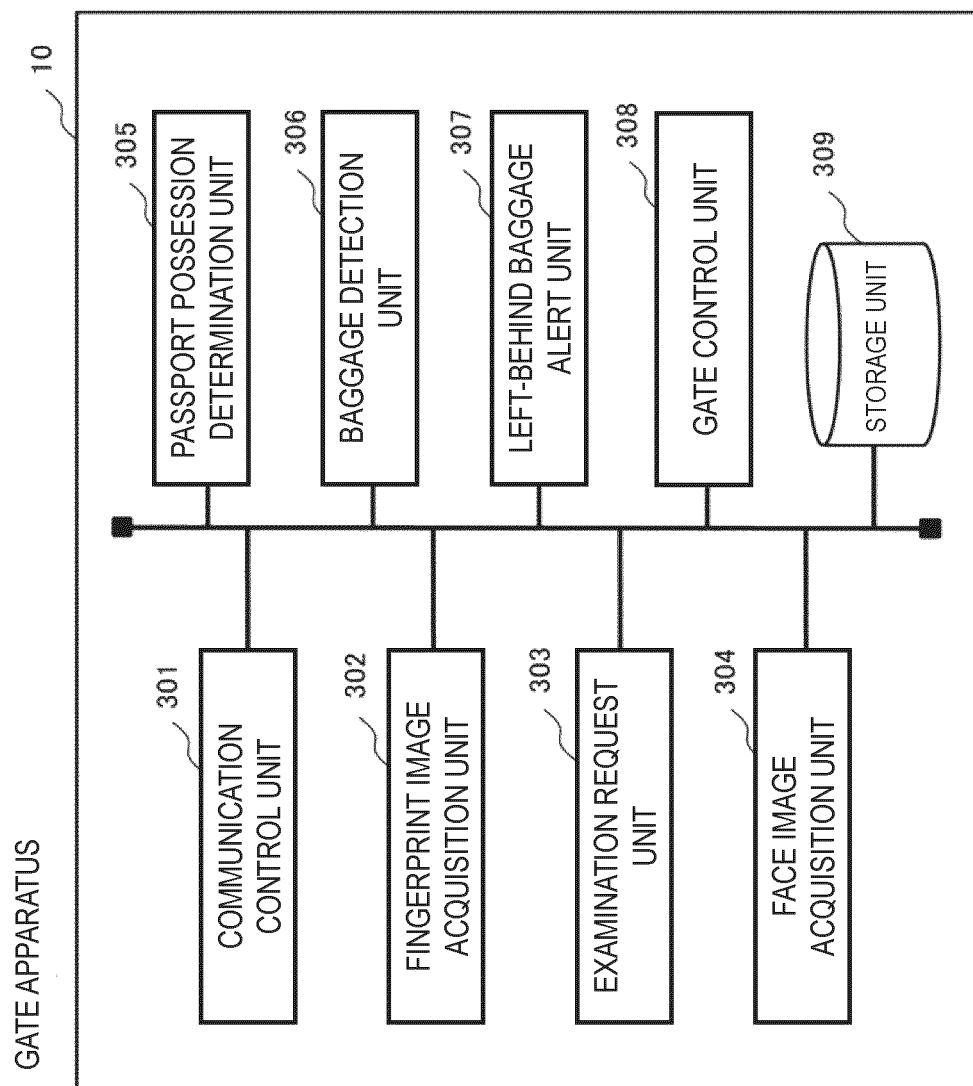 GATE APPARATUS
10
301
COMMUNICATION
CONTROL UNIT
302
FINGERPRINT IMAGE
ACQUISITION UNIT
303
EXAMINATION REQUEST
UNIT
304
FACE IMAGE
ACQUISITION UNIT
305
PASSPORT POSSESSION
DETERMINATION UNIT
306
BAGGAGE DETECTION
UNIT
307
LEFT-BEHIND BAGGAGE
ALERT UNIT
308
GATE CONTROL UNIT
309
STORAGE UNIT